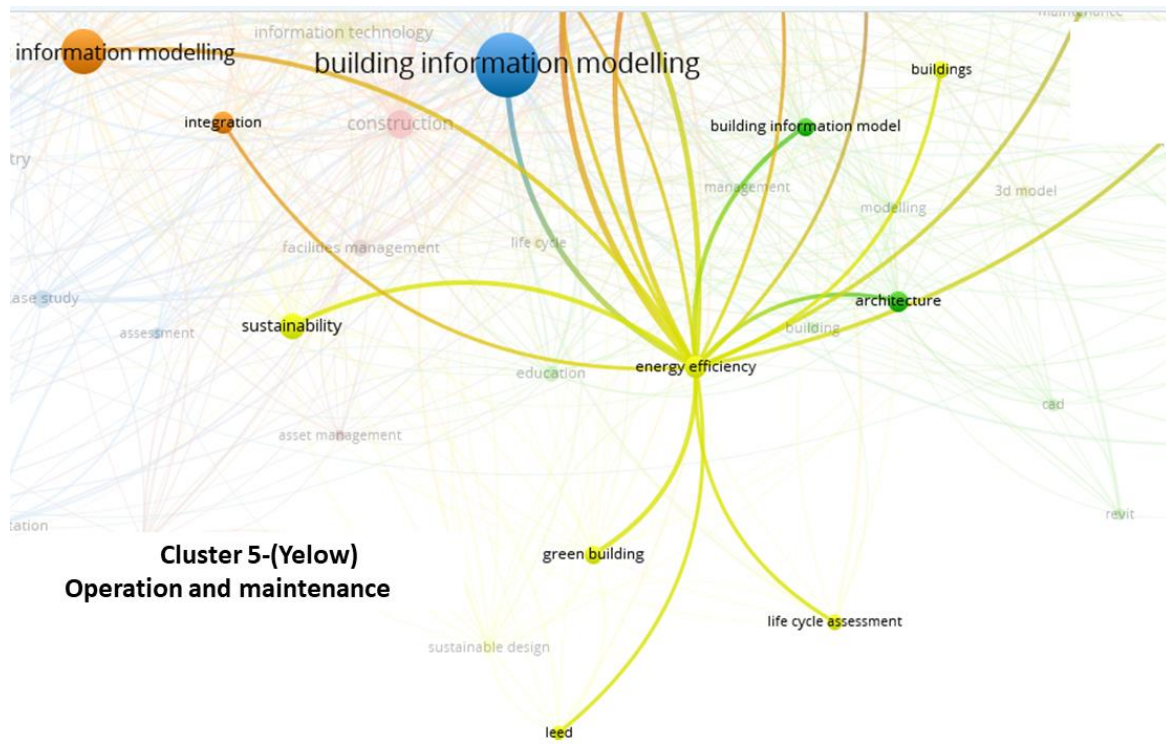 maintenance
information technology
information modelling
building information modelling
buildings
integration
construction
building information model
try
management
3d model
modelling
facilities management
life cycle
ase study
architecture
sustainability
assessment
building
energy efficiency
education
cad
asset management
revit
tation
Cluster 5-(Yelow)
Operation and maintenance
green building
life cycle assessment
sustainable design
leed